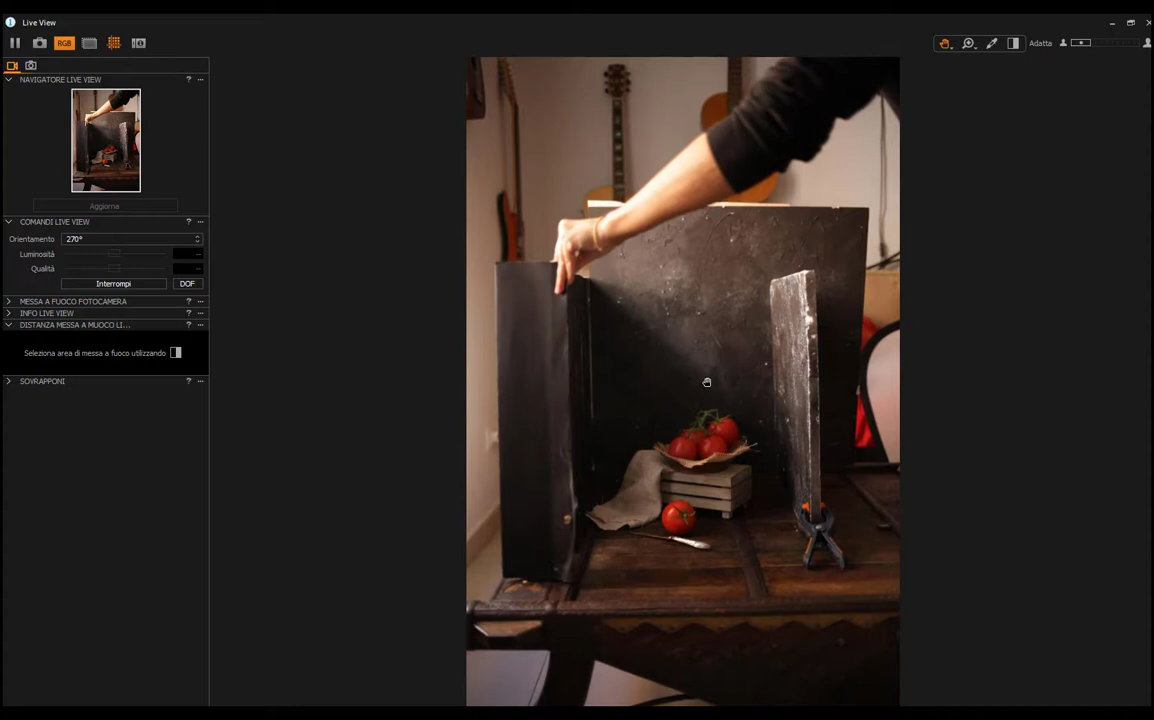 Live View
RGB
Adatta
NAVIGATORE LIVE VIEW ? ...
Aggiorna
COMANDI LIVE VIEW ? ...
Orientamento 270°
Luminosità --
Qualità --
Interrompi DOF
MESSA A FUOCO FOTOCAMERA ? ...
INFO LIVE VIEW ? ...
DISTANZA MESSA A MUOCO LI... ? ...
Seleziona area di messa a fuoco utilizzando
SOVRAPPONI ? ...